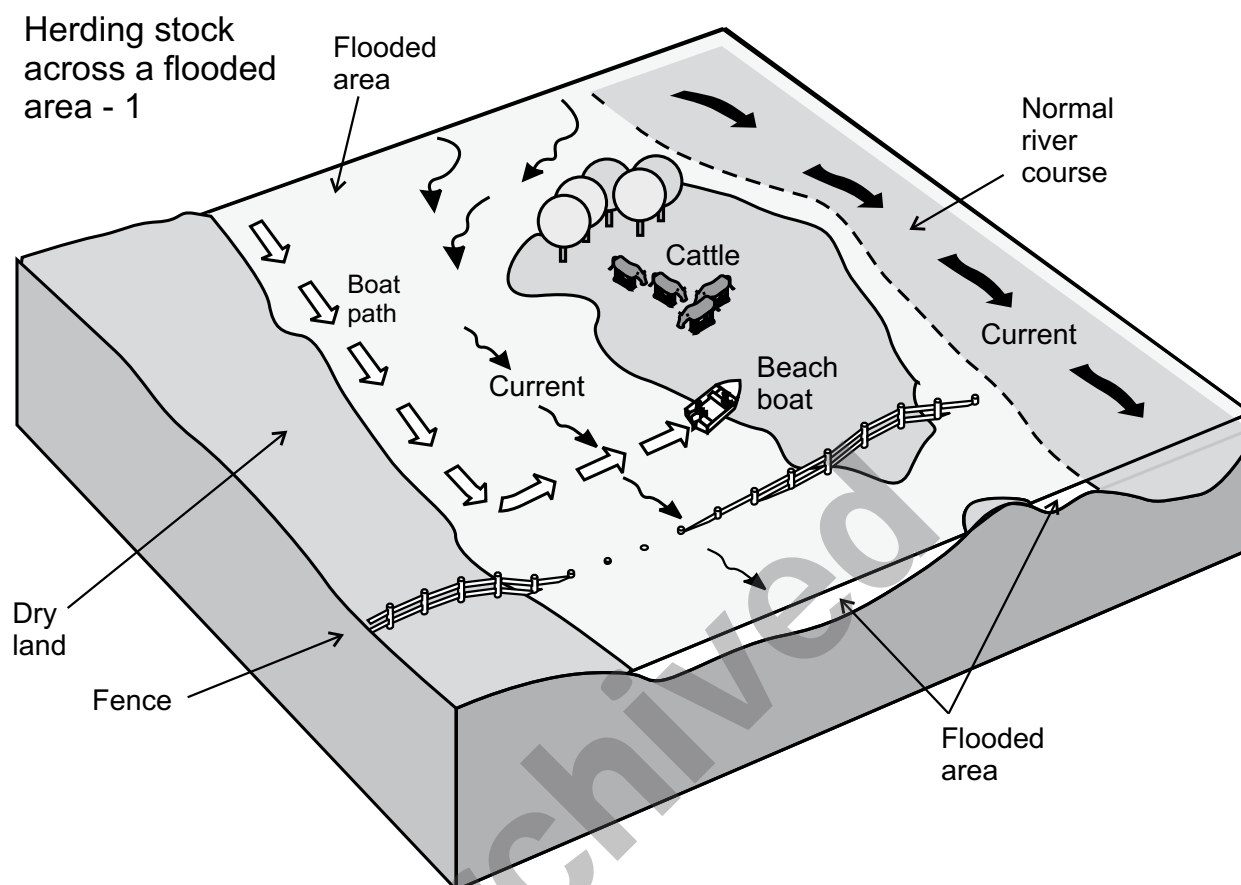 Herding stock
across a flooded
area - 1
Flooded
area
Normal
river
course
Boat
path
Cattle
Current
Current
Beach
boat
Dry
land
Fence
Flooded
area